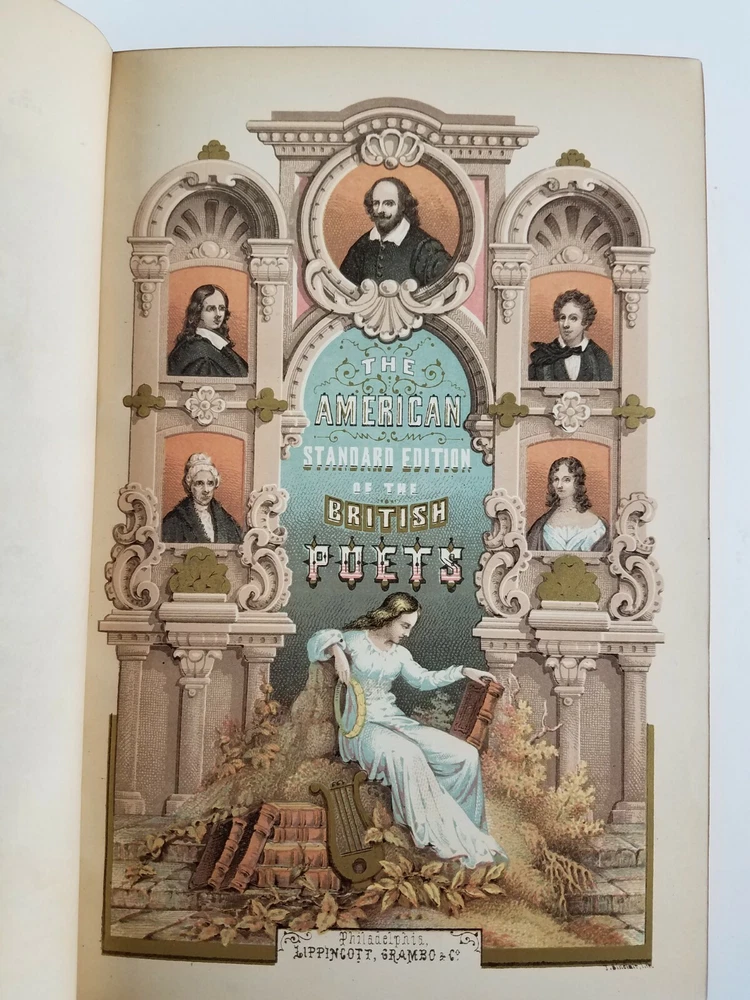 THE
AMERICAN
STANDARD EDITION
OF THE
BRITISH
POETS
Philadelphia,
LIPPINCOTT, GRAMBO & Co.